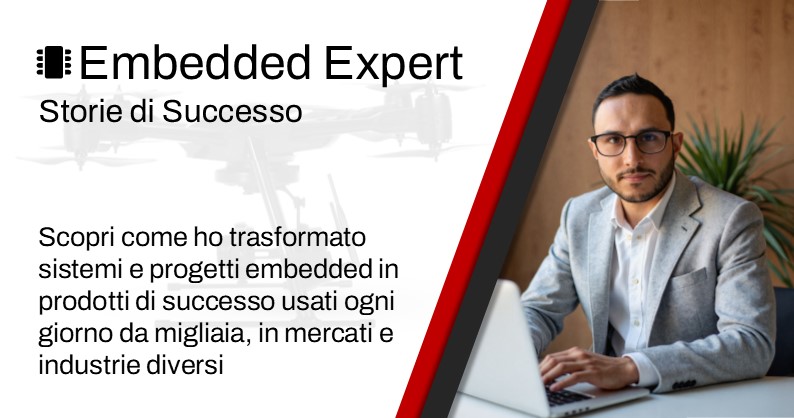 Embedded Expert
Storie di Successo
Scopri come ho trasformato
sistemi e progetti embedded in
prodotti di successo usati ogni
giorno da migliaia, in mercati e
industrie diversi